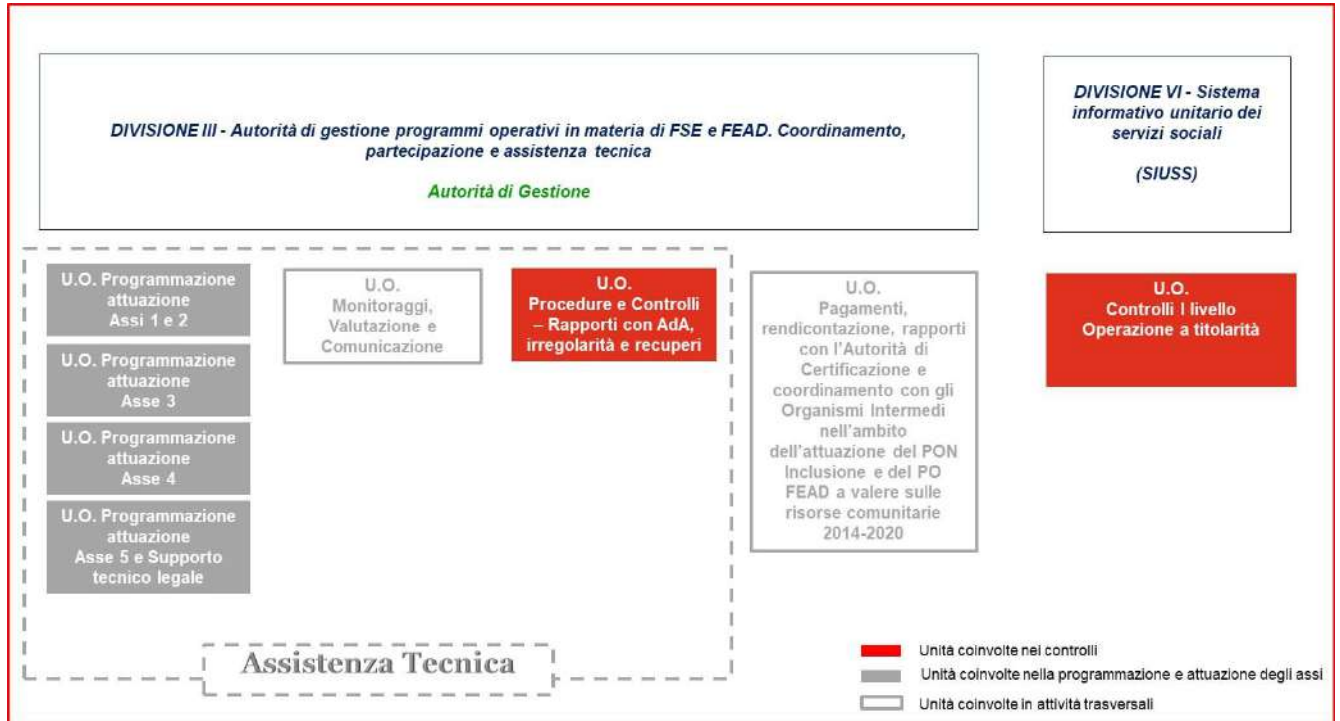 DIVISIONE III - Autorità di gestione programmi operativi in materia di FSE e FEAD. Coordinamento,
partecipazione e assistenza tecnica
Autorità di Gestione
DIVISIONE VI - Sistema
informativo unitario dei
servizi sociali
(SIUSS)
U.O. Programmazione
attuazione
Assi 1 e 2
U.O. Programmazione
attuazione
Asse 3
U.O. Programmazione
attuazione
Asse 4
U.O. Programmazione
attuazione
Asse 5 e Supporto
tecnico legale
U.O.
Monitoraggi,
Valutazione e
Comunicazione
U.O.
Procedure e Controlli
– Rapporti con AdA,
irregolarità e recuperi
U.O.
Pagamenti,
rendicontazione, rapporti
con l'Autorità di
Certificazione e
coordinamento con gli
Organismi Intermedi
nell'ambito
dell'attuazione del PON
Inclusione e del PO
FEAD a valere sulle
risorse comunitarie
2014-2020
U.O.
Controlli I livello
Operazione a titolarità
Assistenza Tecnica
Unità coinvolte nei controlli
Unità coinvolte nella programmazione e attuazione degli assi
Unità coinvolte in attività trasversali